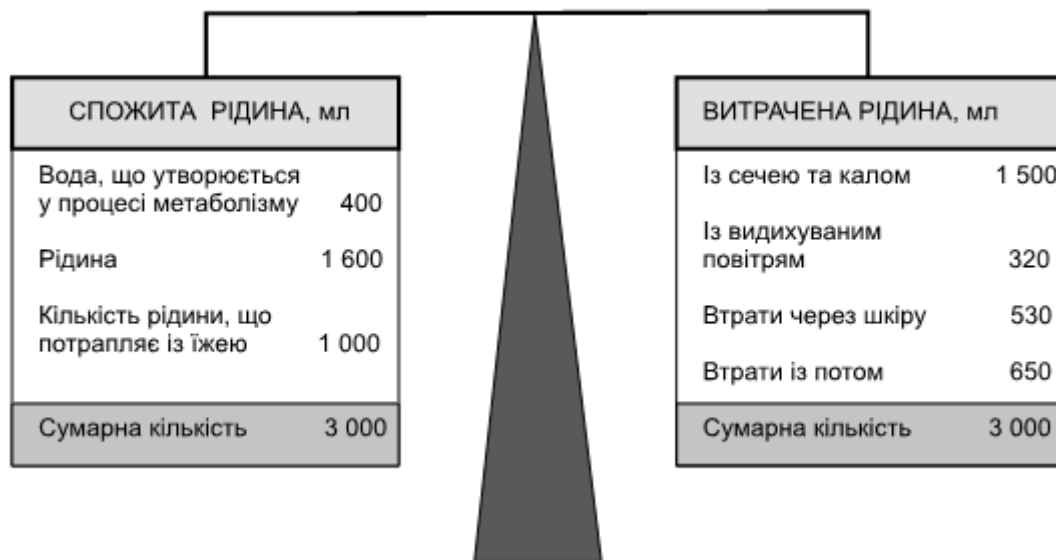 СПОЖИТА РІДИНА, мл
Вода, що утворюється
у процесі метаболізму 400
Рідина 1 600
Кількість рідини, що
потрапляє із їжею 1 000
Сумарна кількість 3 000
ВИТРАЧЕНА РІДИНА, мл
Із сечею та калом 1 500
Із видихуваним
повітрям 320
Втрати через шкіру 530
Втрати із потом 650
Сумарна кількість 3 000